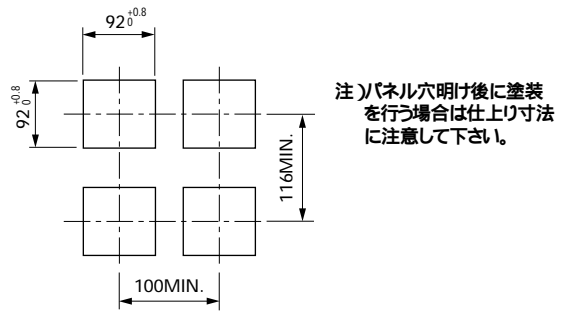 92 +0.8 0
92 +0.8 0
注)パネル穴明け後に塗装
を行う場合は仕上り寸法
に注意して下さい。
116MIN.
100MIN.